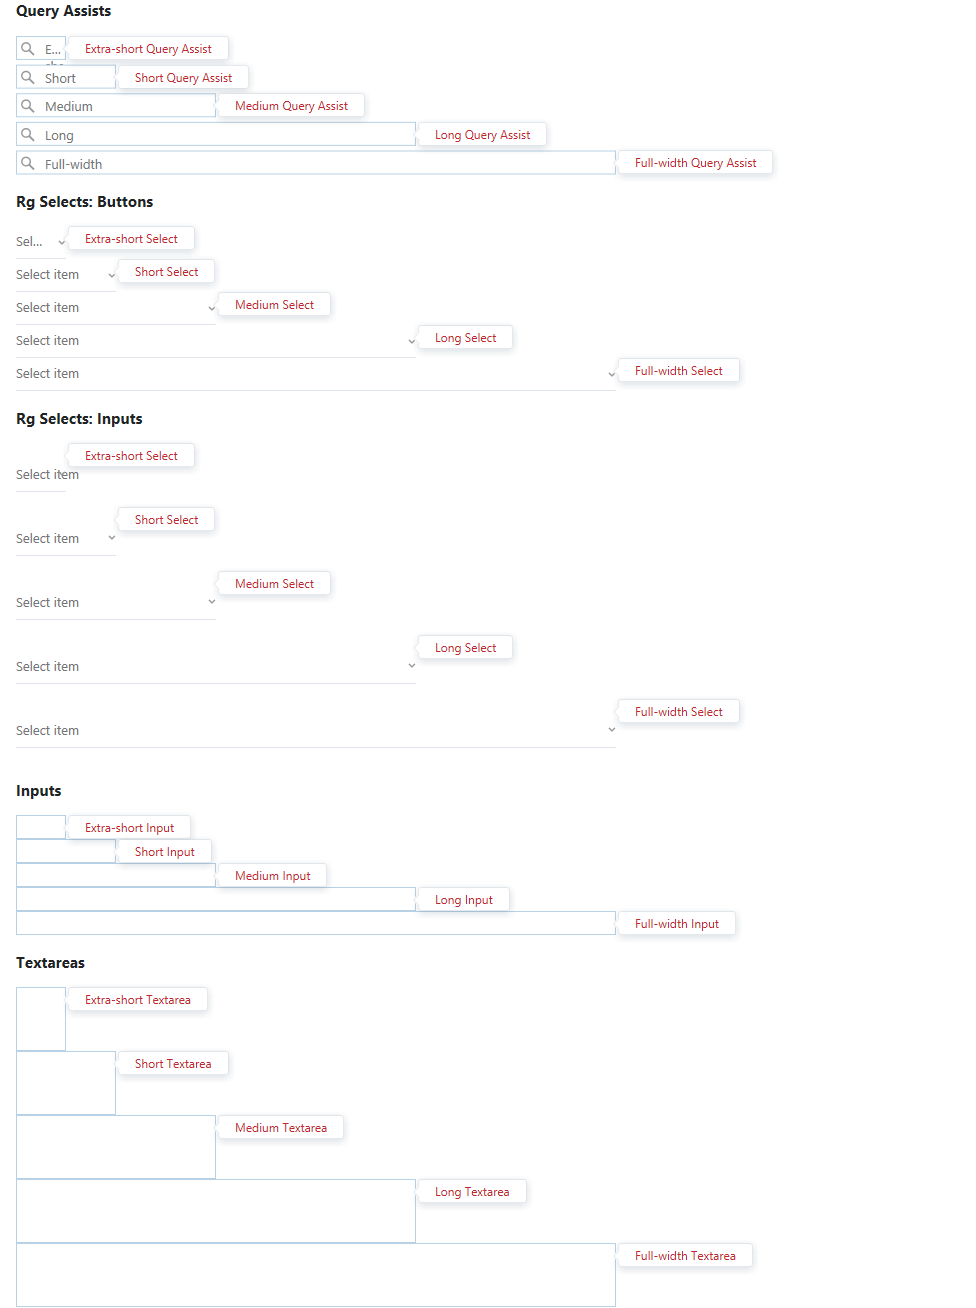 Query Assists
E... Extra-short Query Assist
Short Short Query Assist
Medium Medium Query Assist
Long Long Query Assist
Full-width Full-width Query Assist
Rg Selects: Buttons
Sel... Extra-short Select
Select item Short Select
Select item Medium Select
Select item Long Select
Select item Full-width Select
Rg Selects: Inputs
Extra-short Select
Select item
Short Select
Select item
Medium Select
Select item
Long Select
Select item
Full-width Select
Select item
Inputs
Extra-short Input
Short Input
Medium Input
Long Input
Full-width Input
Textareas
Extra-short Textarea
Short Textarea
Medium Textarea
Long Textarea
Full-width Textarea